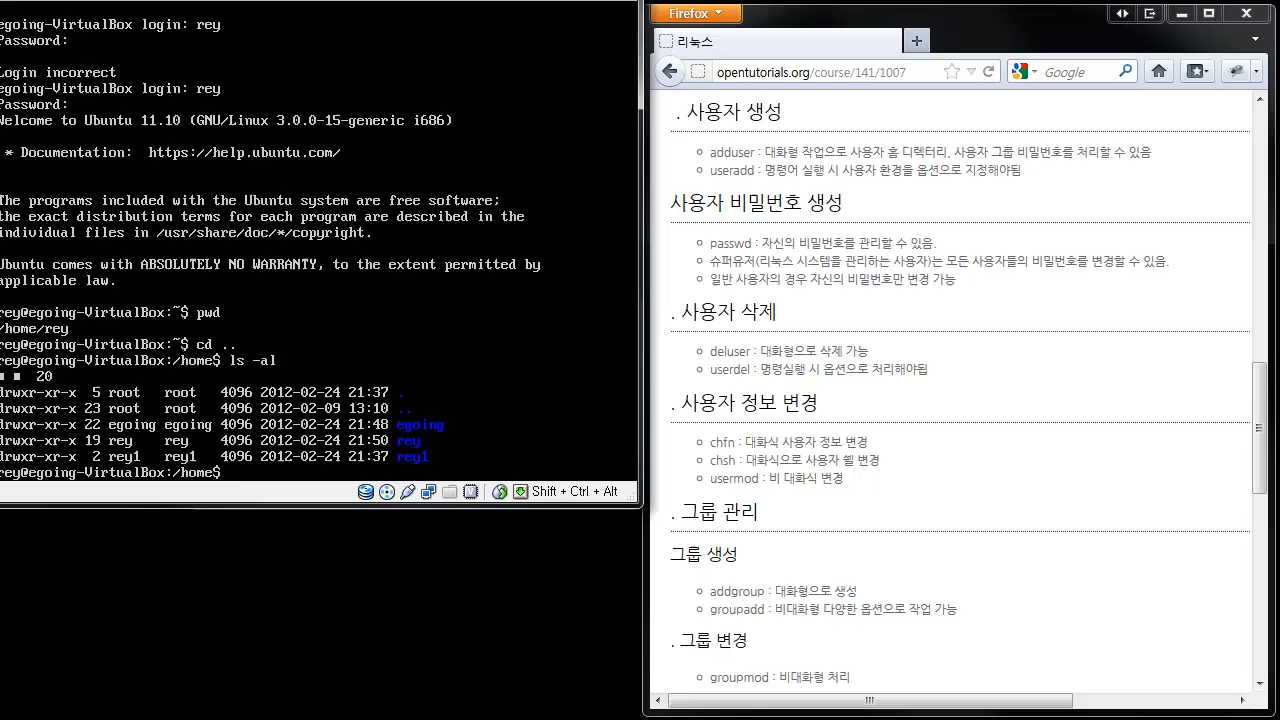 egoing-VirtualBox login: rey
Password:
Login incorrect
egoing-VirtualBox login: rey
Password:
Welcome to Ubuntu 11.10 (GNU/Linux 3.0.0-15-generic i686)
* Documentation:  https://help.ubuntu.com/
The programs included with the Ubuntu system are free software;
the exact distribution terms for each program are described in the
individual files in /usr/share/doc/*/copyright.
Ubuntu comes with ABSOLUTELY NO WARRANTY, to the extent permitted by
applicable law.
rey@egoing-VirtualBox:~$ pwd
/home/rey
rey@egoing-VirtualBox:~$ cd ..
rey@egoing-VirtualBox:/home$ ls -al
■ ■  20
drwxr-xr-x  5 root   root   4096 2012-02-24 21:37 .
drwxr-xr-x 23 root   root   4096 2012-02-09 13:10 ..
drwxr-xr-x 22 egoing egoing 4096 2012-02-24 21:48 egoing
drwxr-xr-x 19 rey    rey    4096 2012-02-24 21:50 rey
drwxr-xr-x  2 rey1   rey1   4096 2012-02-24 21:37 rey1
rey@egoing-VirtualBox:/home$
Shift + Ctrl + Alt
Firefox
리눅스
opentutorials.org/course/141/1007
Google
. 사용자 생성
adduser : 대화형 작업으로 사용자 홈 디렉터리, 사용자 그룹 비밀번호를 처리할 수 있음
useradd : 명령어 실행 시 사용자 환경을 옵션으로 지정해야됨
사용자 비밀번호 생성
passwd : 자신의 비밀번호를 관리할 수 있음.
슈퍼유저(리눅스 시스템을 관리하는 사용자)는 모든 사용자들의 비밀번호를 변경할 수 있음.
일반 사용자의 경우 자신의 비밀번호만 변경 가능
. 사용자 삭제
deluser : 대화형으로 삭제 가능
userdel : 명령실행 시 옵션으로 처리해야됩
. 사용자 정보 변경
chfn : 대화식 사용자 정보 변경
chsh : 대화식으로 사용자 쉘 변경
usermod : 비 대화식 변경
. 그룹 관리
그룹 생성
addgroup : 대화형으로 생성
groupadd : 비대화형 다양한 옵션으로 작업 가능
. 그룹 변경
groupmod : 비대화형 처리